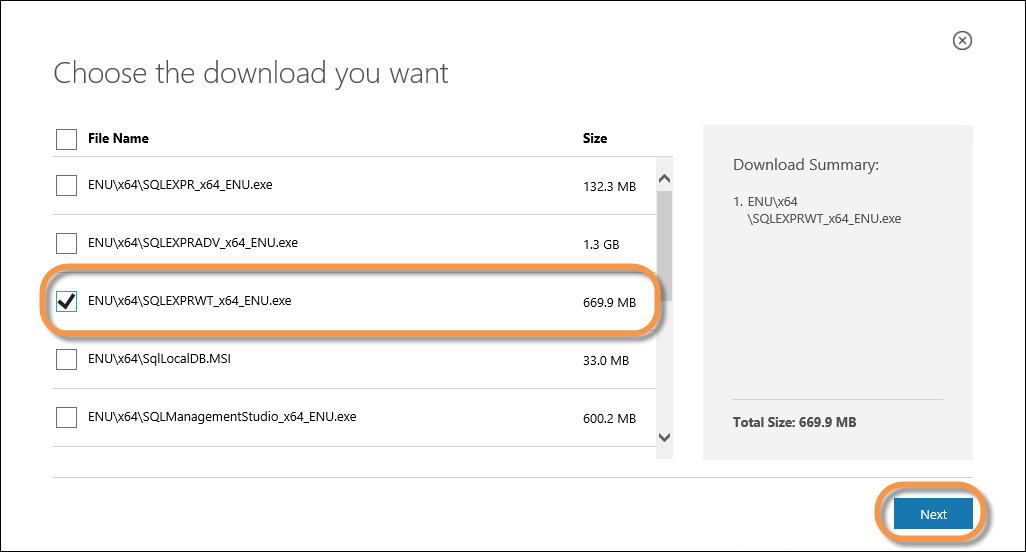 Choose the download you want
File Name Size
ENU\x64\SQLEXPR_x64_ENU.exe 132.3 MB
ENU\x64\SQLEXPRADV_x64_ENU.exe 1.3 GB
ENU\x64\SQLEXPRWT_x64_ENU.exe 669.9 MB
ENU\x64\SqlLocalDB.MSI 33.0 MB
ENU\x64\SQLManagementStudio_x64_ENU.exe 600.2 MB
Download Summary:
1. ENU\x64
\SQLEXPRWT_x64_ENU.exe
Total Size: 669.9 MB
Next